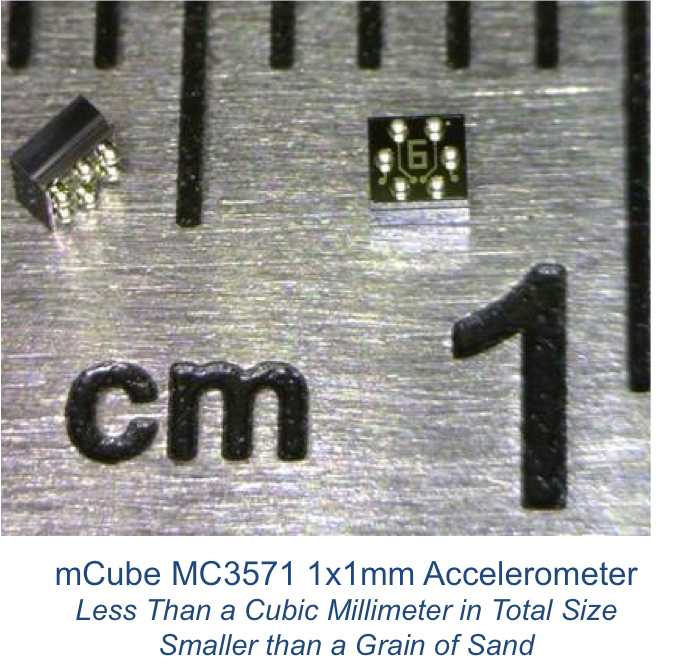 6
cm 1
mCube MC3571 1x1mm Accelerometer
Less Than a Cubic Millimeter in Total Size
Smaller than a Grain of Sand